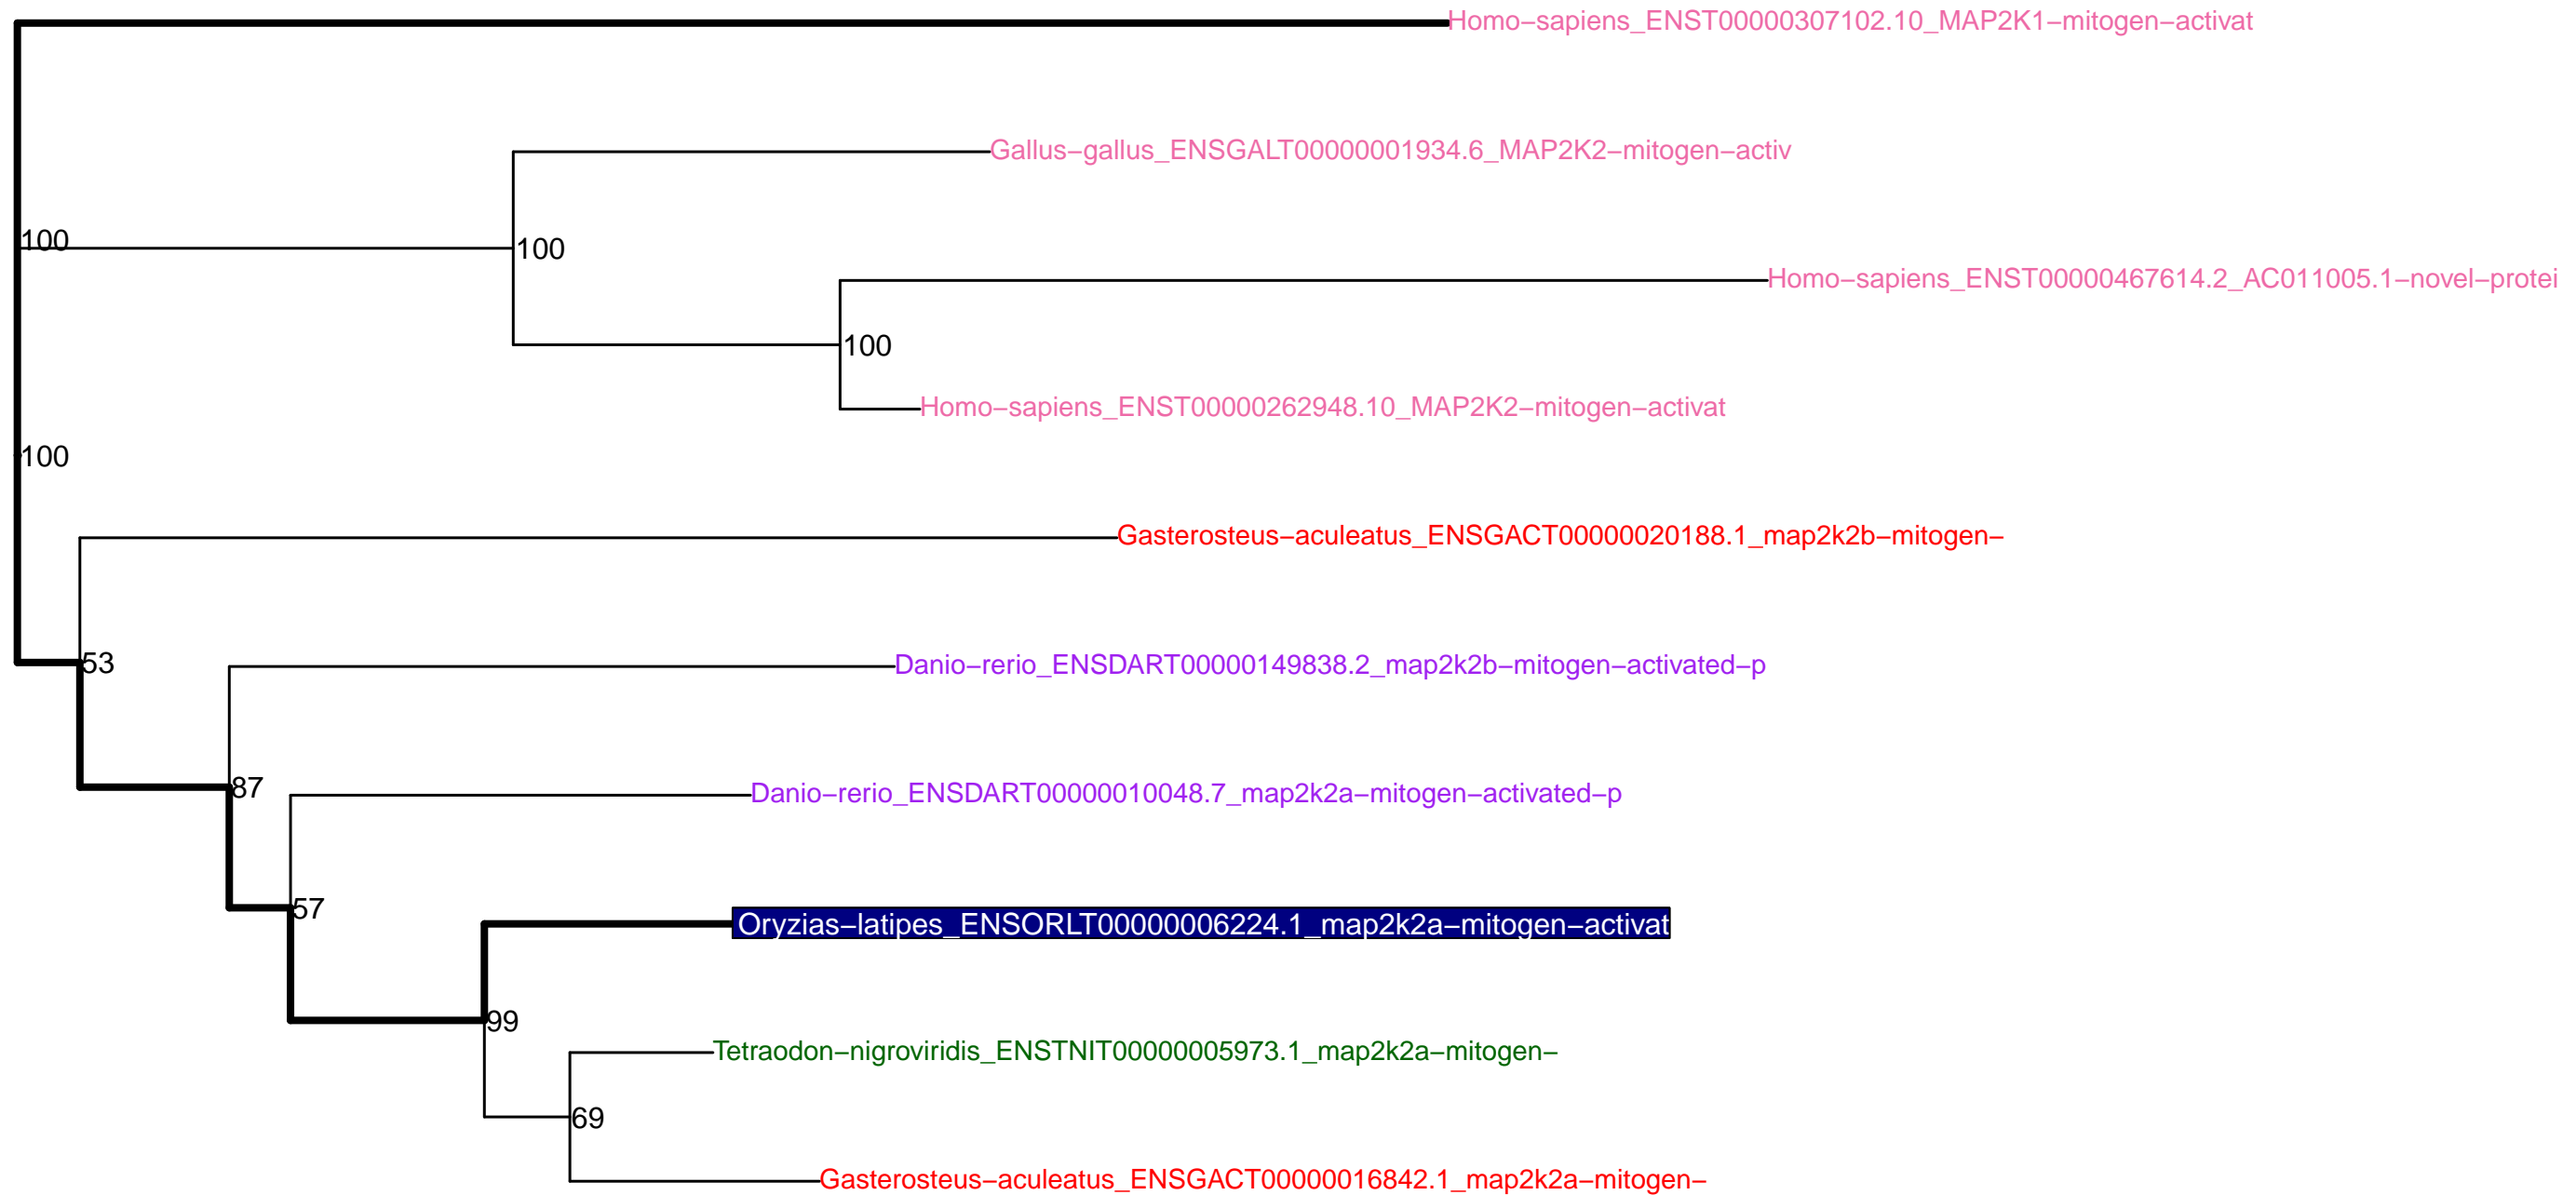 Homo−sapiens_ENST00000307102.10_MAP2K1−mitogen−activat
Gallus−gallus_ENSGALT00000001934.6_MAP2K2−mitogen−activ
100
100
Homo−sapiens_ENST00000467614.2_AC011005.1−novel−protei
100
Homo−sapiens_ENST00000262948.10_MAP2K2−mitogen−activat
100
Gasterosteus−aculeatus_ENSGACT00000020188.1_map2k2b−mitogen−
53
Danio−rerio_ENSDART00000149838.2_map2k2b−mitogen−activated−p
87
Danio−rerio_ENSDART00000010048.7_map2k2a−mitogen−activated−p
57
Oryzias−latipes_ENSORLT00000006224.1_map2k2a−mitogen−activat
99
Tetraodon−nigroviridis_ENSTNIT00000005973.1_map2k2a−mitogen−
69
Gasterosteus−aculeatus_ENSGACT00000016842.1_map2k2a−mitogen−